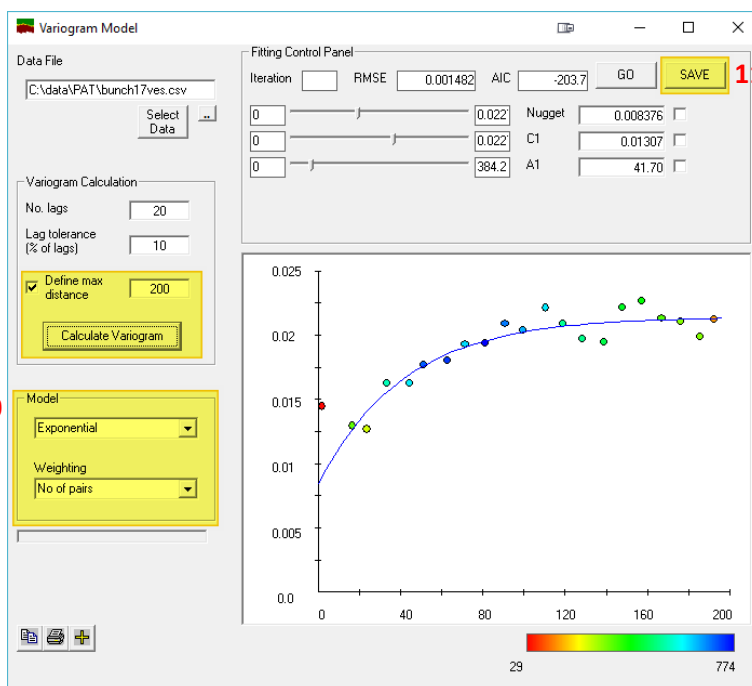 Variogram Model
Data File
C:\data\PAT\bunch17ves.csv
Select
Data
..
Variogram Calculation
No. lags 20
Lag tolerance
(% of lags) 10
Define max
distance 200
Calculate Variogram
Model
Exponential
Weighting
No of pairs
Fitting Control Panel
Iteration RMSE 0.001482 AIC -203.7 GO SAVE
0 0.022 Nugget 0.008376
0 0.022 C1 0.01307
0 384.2 A1 41.70
0.025
0.02
0.015
0.01
0.005
0.0
0 40 80 120 160 200
29 774